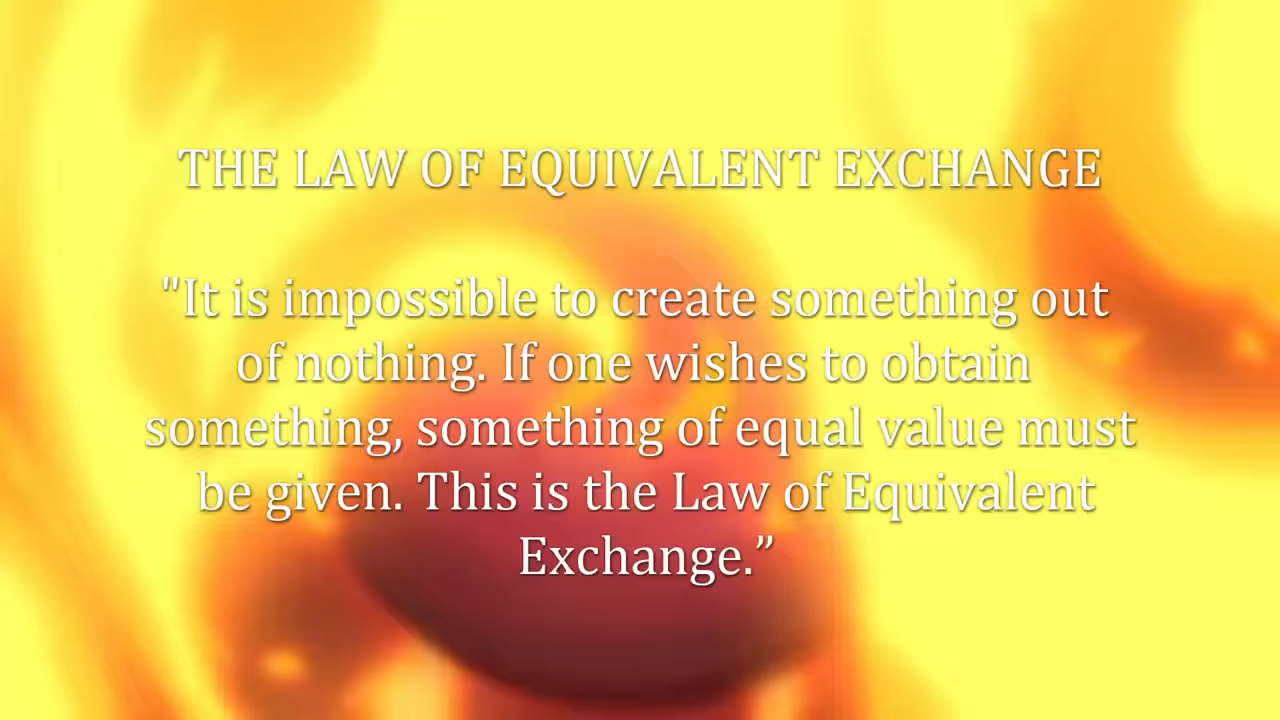 THE LAW OF EQUIVALENT EXCHANGE
"It is impossible to create something out
of nothing. If one wishes to obtain
something, something of equal value must
be given. This is the Law of Equivalent
Exchange.”